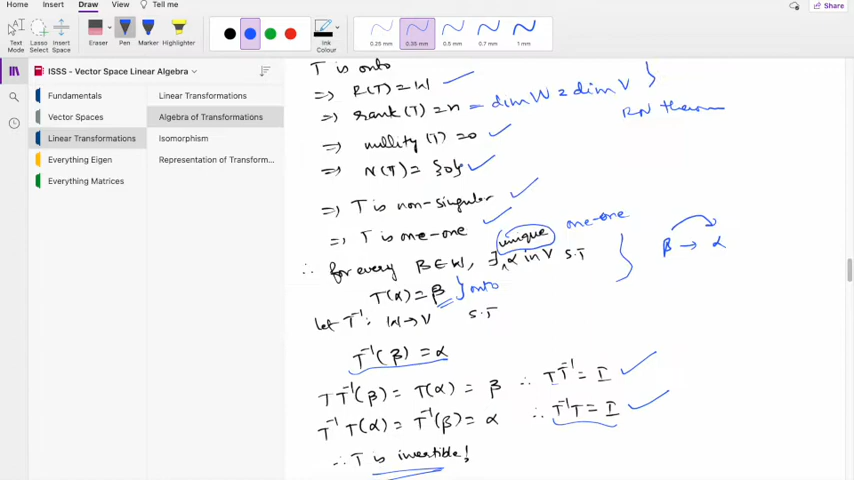 Home Insert Draw View Tell me
Share
Text Mode
Lasso Select
Insert Space
Eraser
Pen
Marker
Highlighter
Ink Colour
0.25 mm
0.35 mm
0.5 mm
0.7 mm
1 mm
ISSS - Vector Space Linear Algebra
Fundamentals
Vector Spaces
Linear Transformations
Everything Eigen
Everything Matrices
Linear Transformations
Algebra of Transformations
Isomorphism
Representation of Transform...
T is onto
⇒ R(T) = W
⇒ rank(T) = n = dim W = dim V
RN theorem
⇒ nullity (T) = 0
⇒ N(T) = {0}
⇒ T is non-singular
⇒ T is one-one
unique one-one
∴ for every β ∈ W, ∃ α in V S.T
β → α
T(α) = β } onto
let T⁻¹: W → V S.T
T⁻¹(β) = α
T T⁻¹(β) = T(α) = β ∴ T T⁻¹ = I
T⁻¹ T(α) = T⁻¹(β) = α ∴ T⁻¹T = I
∴ T is invertible!